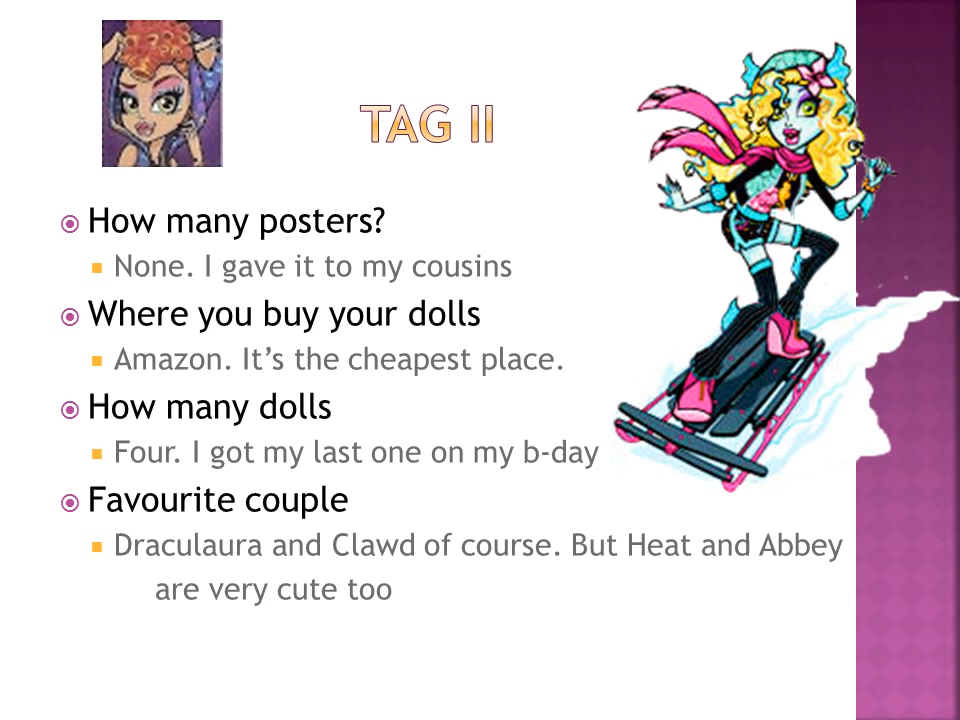 TAG II
How many posters?
None. I gave it to my cousins
Where you buy your dolls
Amazon. It’s the cheapest place.
How many dolls
Four. I got my last one on my b-day
Favourite couple
Draculaura and Clawd of course. But Heat and Abbey
are very cute too